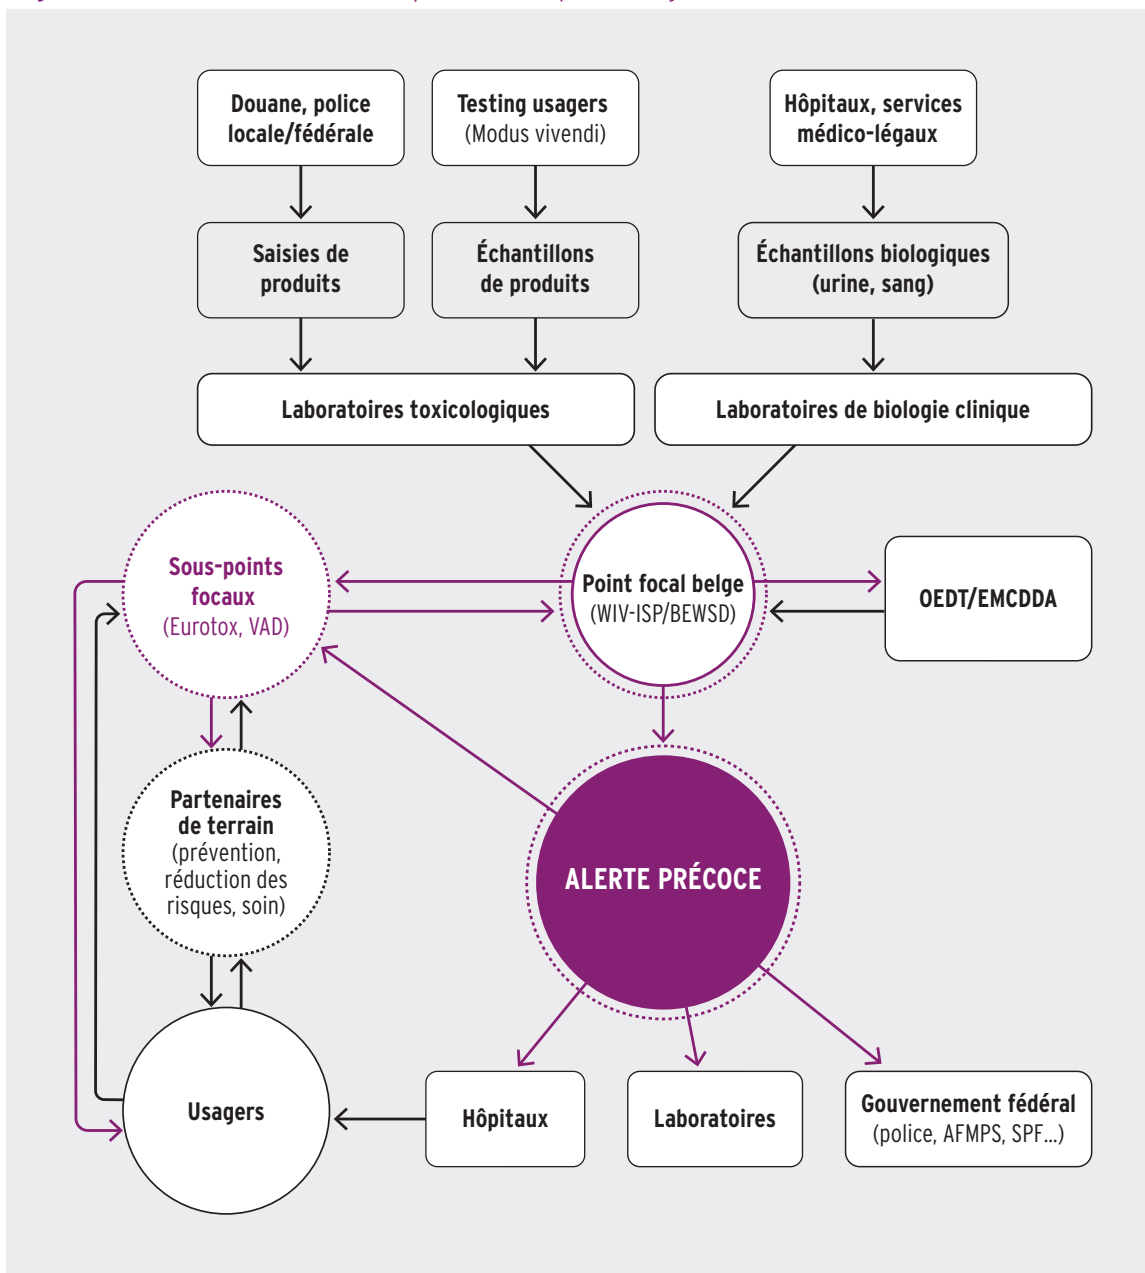 Douane, police
locale/fédérale
Testing usagers
(Modus vivendi)
Hôpitaux, services
médico-légaux
Saisies de
produits
Échantillons
de produits
Échantillons biologiques
(urine, sang)
Laboratoires toxicologiques
Laboratoires de biologie clinique
Sous-points
focaux
(Eurotox, VAD)
Point focal belge
(WIV-ISP/BEWSD)
OEDT/EMCDDA
Partenaires
de terrain
(prévention,
réduction des
risques, soin)
ALERTE PRÉCOCE
Usagers
Hôpitaux
Laboratoires
Gouvernement fédéral
(police, AFMPS, SPF...)